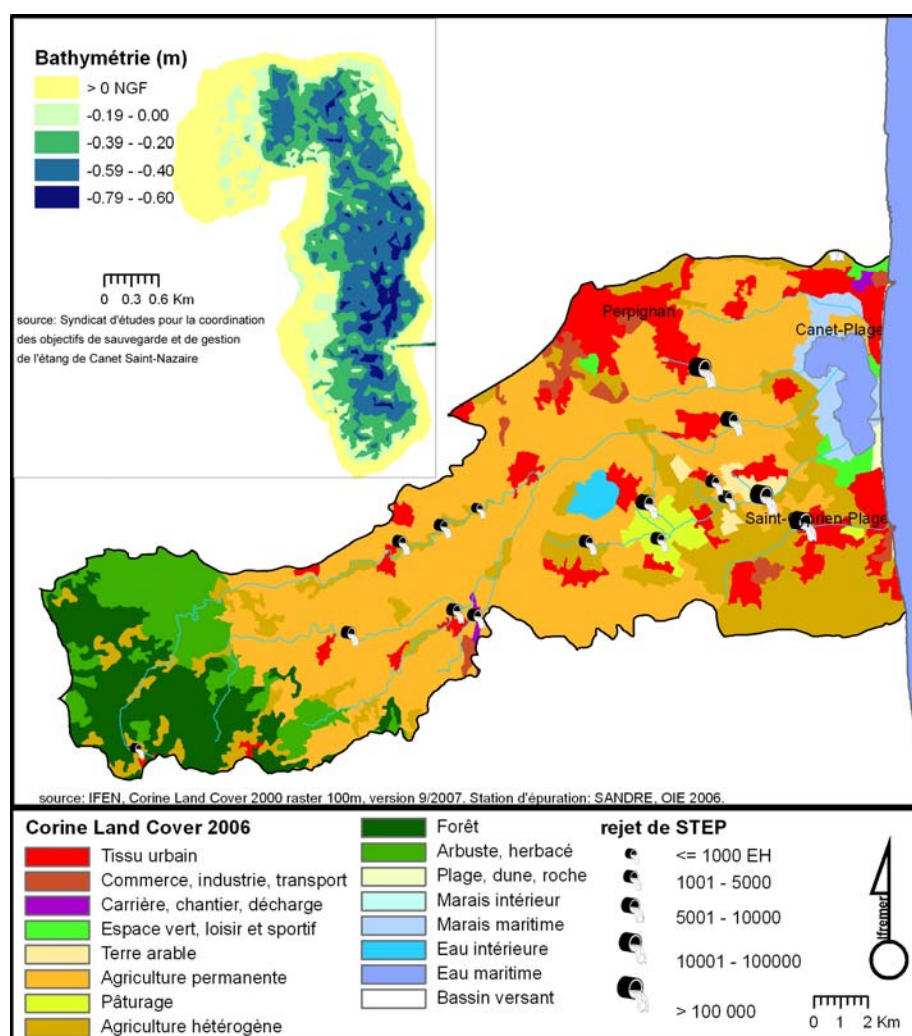 Bathymétrie (m)
> 0 NGF
-0.19 - 0.00
-0.39 - -0.20
-0.59 - -0.40
-0.79 - -0.60
0 0.3 0.6 Km
source: Syndicat d'études pour la coordination
des objectifs de sauvegarde et de gestion
de l'étang de Canet Saint-Nazaire
Perpignan
Canet-Plage
Saint-Cyprien-Plage
source: IFEN, Corine Land Cover 2000 raster 100m, version 9/2007. Station d'épuration: SANDRE, OIE 2006.
Corine Land Cover 2006
Tissu urbain
Commerce, industrie, transport
Carrière, chantier, décharge
Espace vert, loisir et sportif
Terre arable
Agriculture permanente
Pâturage
Agriculture hétérogène
Forêt
Arbuste, herbacé
Plage, dune, roche
Marais intérieur
Marais maritime
Eau intérieure
Eau maritime
Bassin versant
rejet de STEP
<= 1000 EH
1001 - 5000
5001 - 10000
10001 - 100000
> 100 000
Ifremer
0 1 2 Km